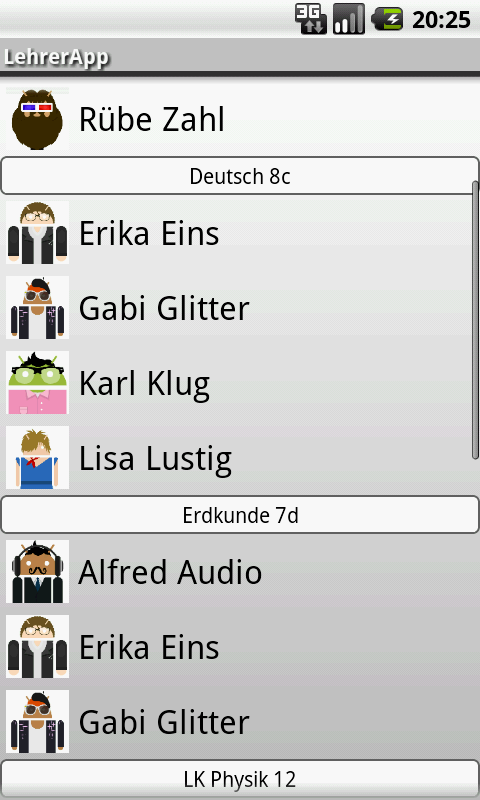 3G 20:25
LehrerApp
Rübe Zahl
Deutsch 8c
Erika Eins
Gabi Glitter
Karl Klug
Lisa Lustig
Erdkunde 7d
Alfred Audio
Erika Eins
Gabi Glitter
LK Physik 12